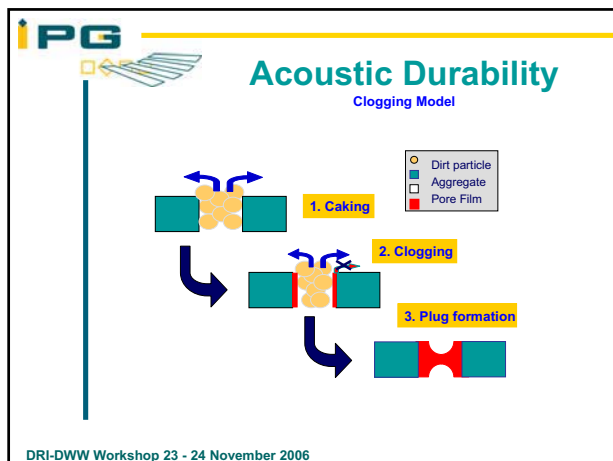 iPG
Acoustic Durability
Clogging Model
Dirt particle
Aggregate
Pore Film
1. Caking
2. Clogging
3. Plug formation
DRI-DWW Workshop 23 - 24 November 2006